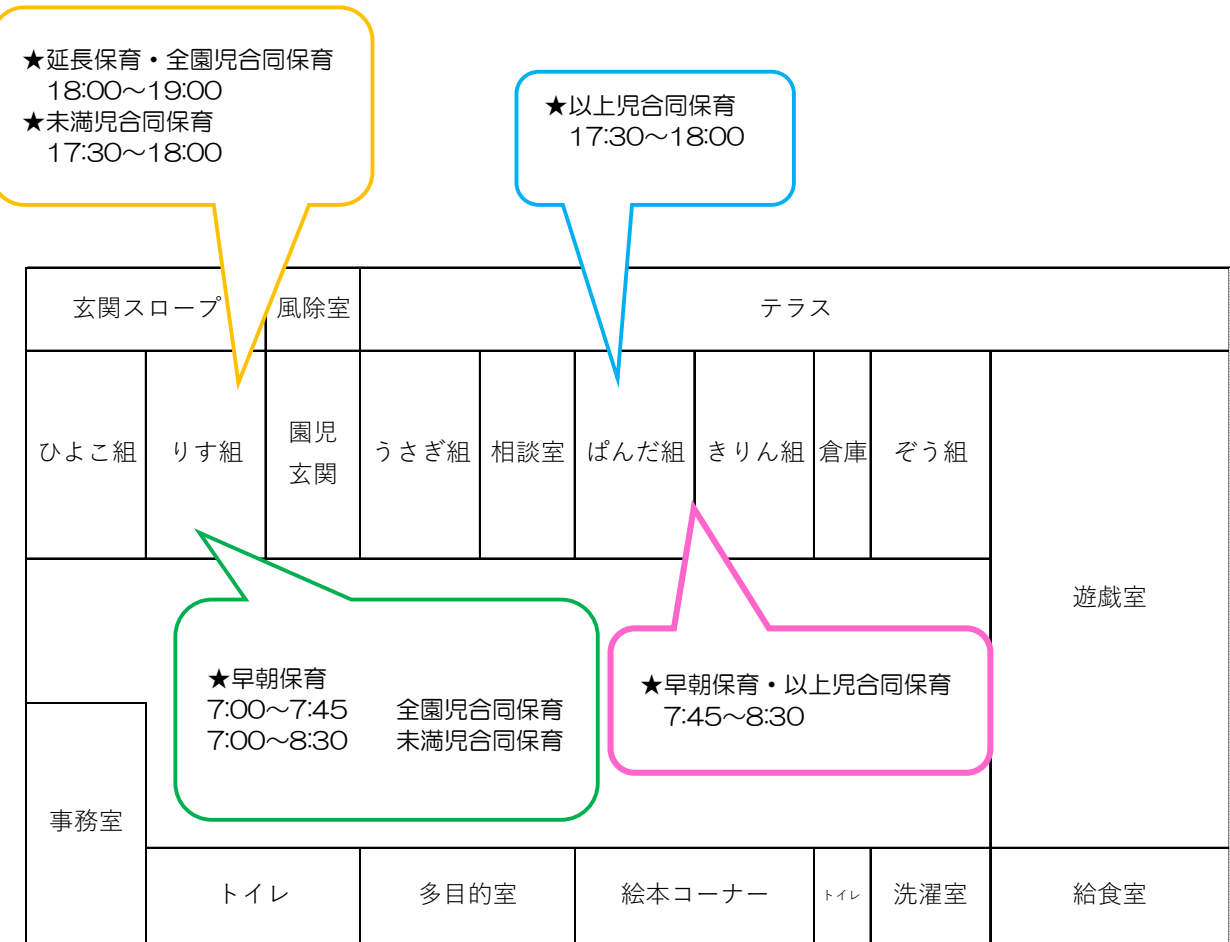 ★延長保育・全園児合同保育
18:00～19:00
★未満児合同保育
17:30～18:00
★以上児合同保育
17:30～18:00
玄関スロープ
風除室
テラス
ひよこ組
りす組
園児
玄関
うさぎ組
相談室
ぱんだ組
きりん組
倉庫
ぞう組
遊戯室
★早朝保育
7:00～7:45 全園児合同保育
7:00～8:30 未満児合同保育
★早朝保育・以上児合同保育
7:45～8:30
事務室
トイレ
多目的室
絵本コーナー
トイレ
洗濯室
給食室